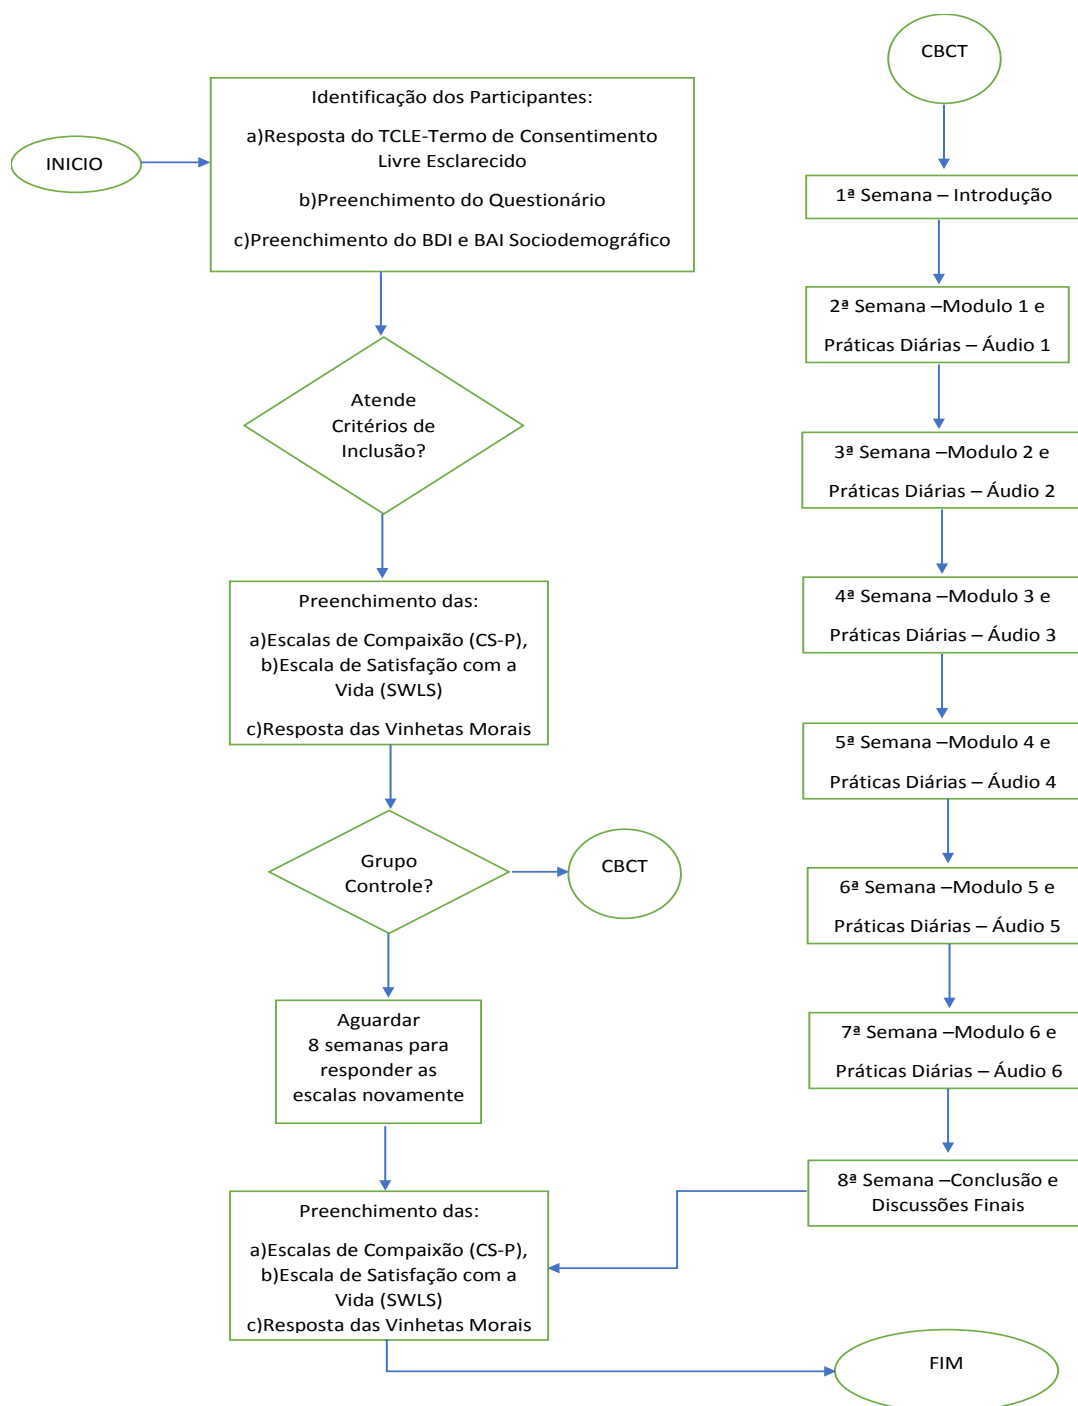 INICIO
Identificação dos Participantes:
a)Resposta do TCLE-Termo de Consentimento
Livre Esclarecido
b)Preenchimento do Questionário
c)Preenchimento do BDI e BAI Sociodemográfico
Atende
Critérios de
Inclusão?
Preenchimento das:
a)Escalas de Compaixão (CS-P),
b)Escala de Satisfação com a
Vida (SWLS)
c)Resposta das Vinhetas Morais
Grupo
Controle?
CBCT
Aguardar
8 semanas para
responder as
escalas novamente
Preenchimento das:
a)Escalas de Compaixão (CS-P),
b)Escala de Satisfação com a
Vida (SWLS)
c)Resposta das Vinhetas Morais
CBCT
1ª Semana – Introdução
2ª Semana –Modulo 1 e
Práticas Diárias – Áudio 1
3ª Semana –Modulo 2 e
Práticas Diárias – Áudio 2
4ª Semana –Modulo 3 e
Práticas Diárias – Áudio 3
5ª Semana –Modulo 4 e
Práticas Diárias – Áudio 4
6ª Semana –Modulo 5 e
Práticas Diárias – Áudio 5
7ª Semana –Modulo 6 e
Práticas Diárias – Áudio 6
8ª Semana –Conclusão e
Discussões Finais
FIM